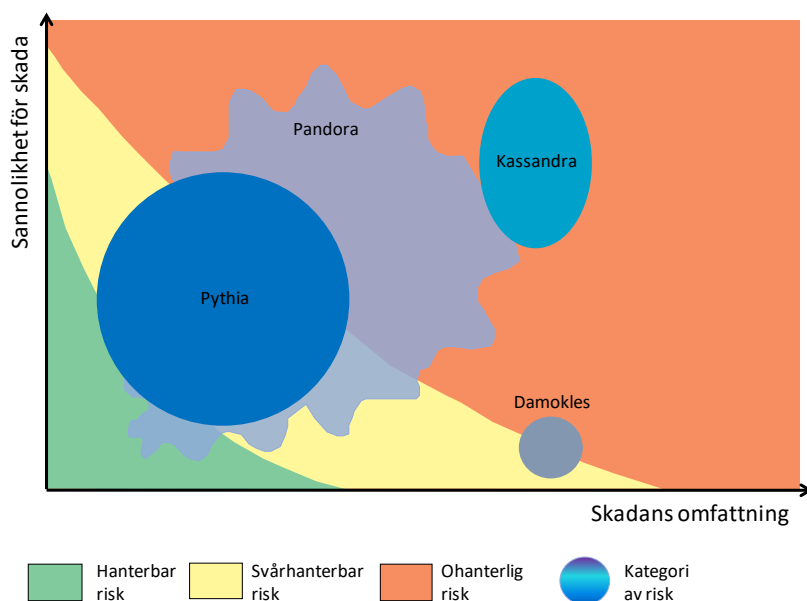 Sannolikhet för skada
Pandora
Kassandra
Pythia
Damokles
Skadans omfattning
Hanterbar
risk
Svårhanterbar
risk
Ohanterlig
risk
Kategori
av risk